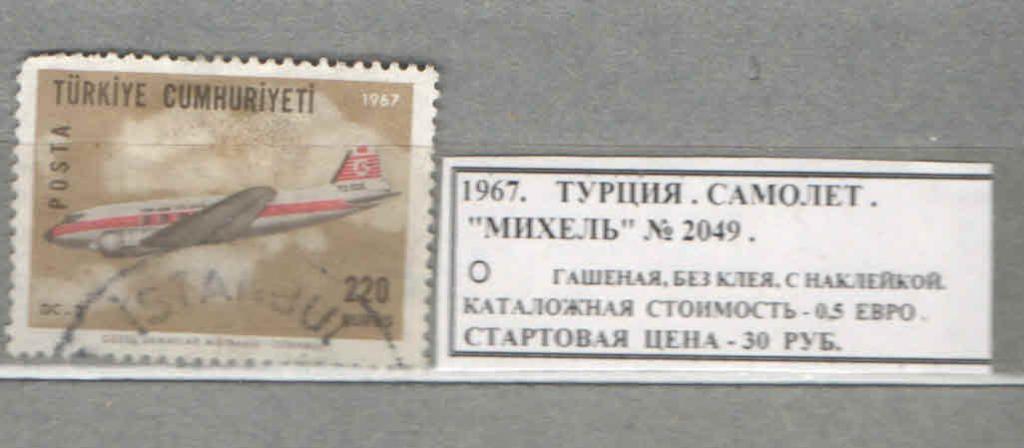 TÜRKİYE CUMHURİYETİ 1967
POSTA
220
İSTANBUL
1967. ТУРЦИЯ . САМОЛЕТ .
"МИХЕЛЬ" № 2049 .
О ГАШЕНАЯ, БЕЗ КЛЕЯ, С НАКЛЕЙКОЙ.
КАТАЛОЖНАЯ СТОИМОСТЬ - 0,5 ЕВРО .
СТАРТОВАЯ ЦЕНА - 30 РУБ.